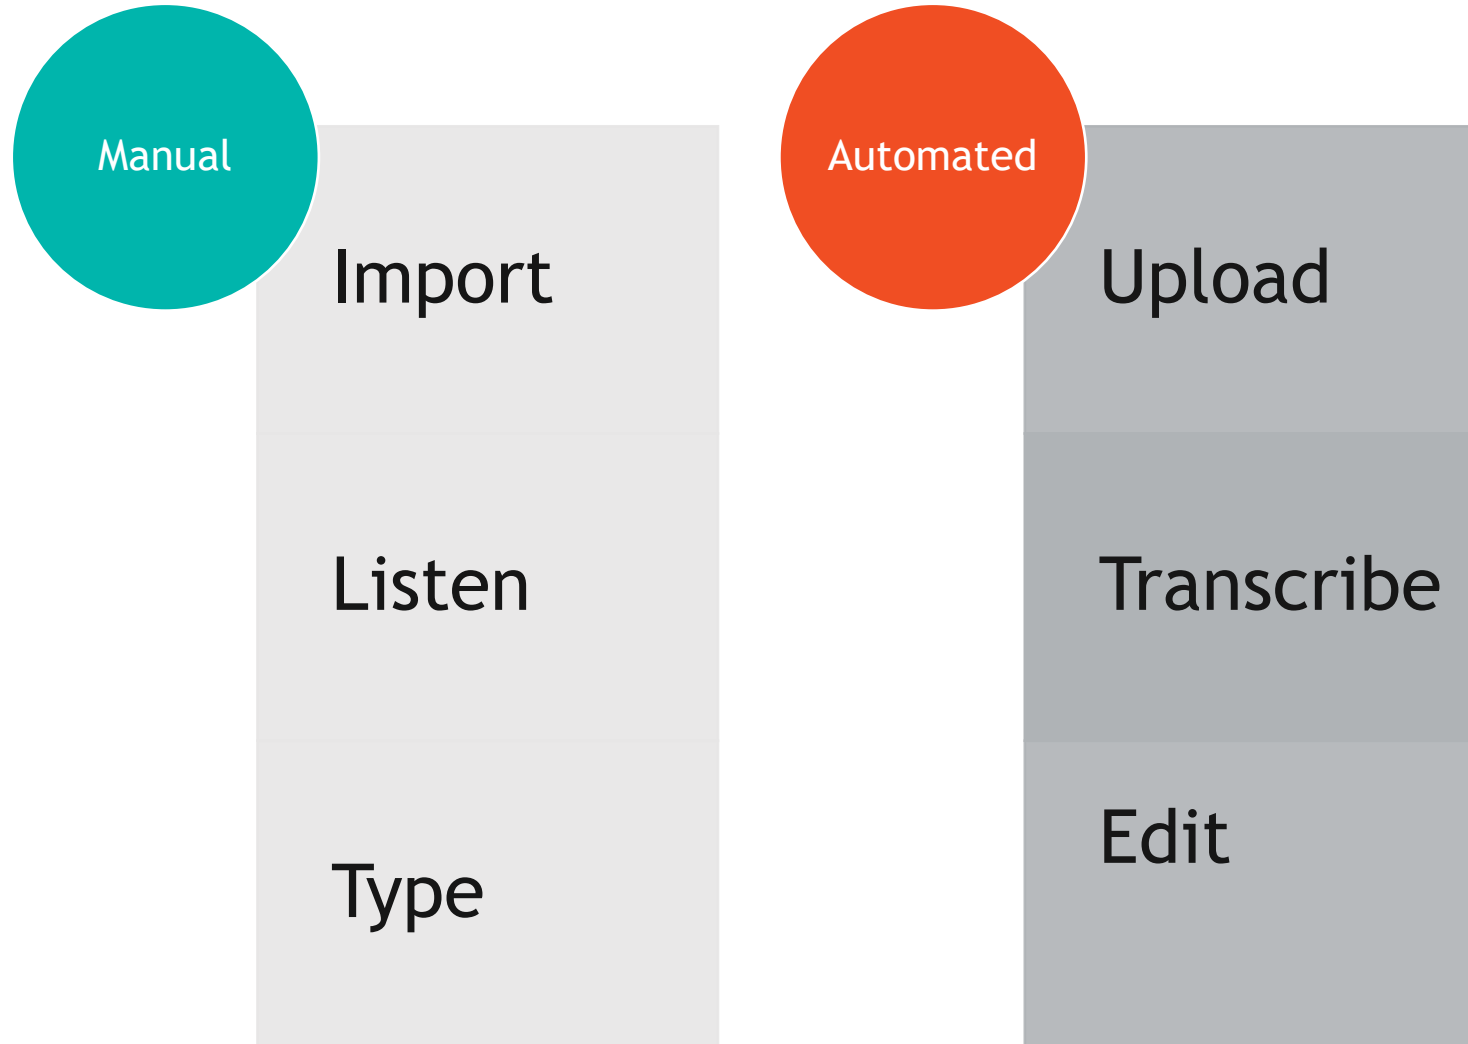 Manual
Import
Listen
Type
Automated
Upload
Transcribe
Edit